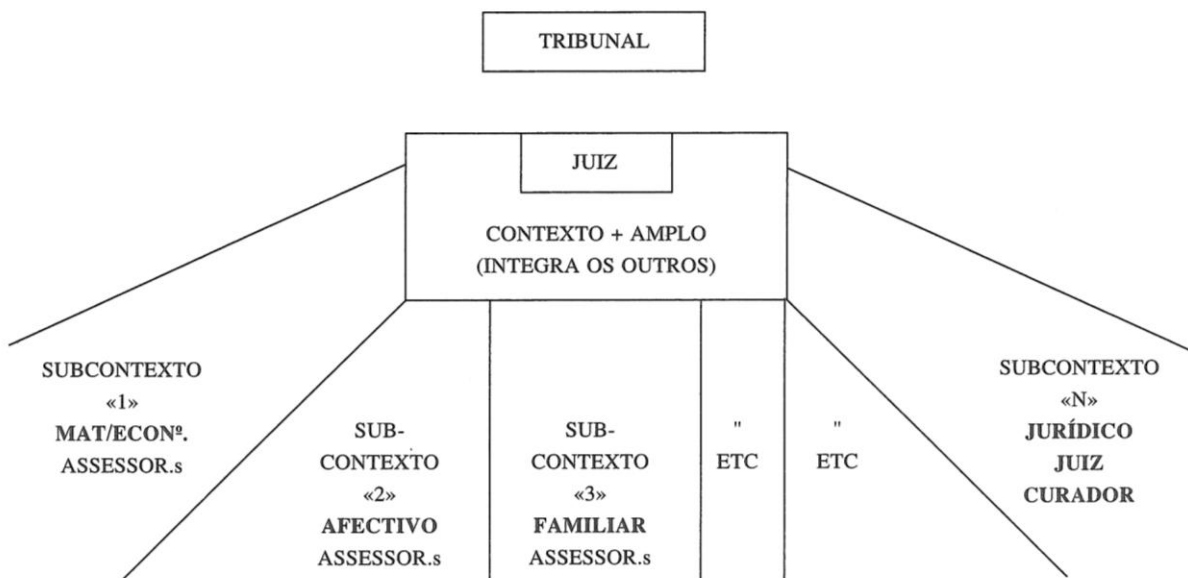 TRIBUNAL
JUIZ
CONTEXTO + AMPLO
(INTEGRA OS OUTROS)
SUBCONTEXTO
«1»
MAT/ECONº.
ASSESSOR.s
SUB-
CONTEXTO
«2»
AFECTIVO
ASSESSOR.s
SUB-
CONTEXTO
«3»
FAMILIAR
ASSESSOR.s
"
ETC
"
ETC
SUBCONTEXTO
«N»
JURÍDICO
JUIZ
CURADOR